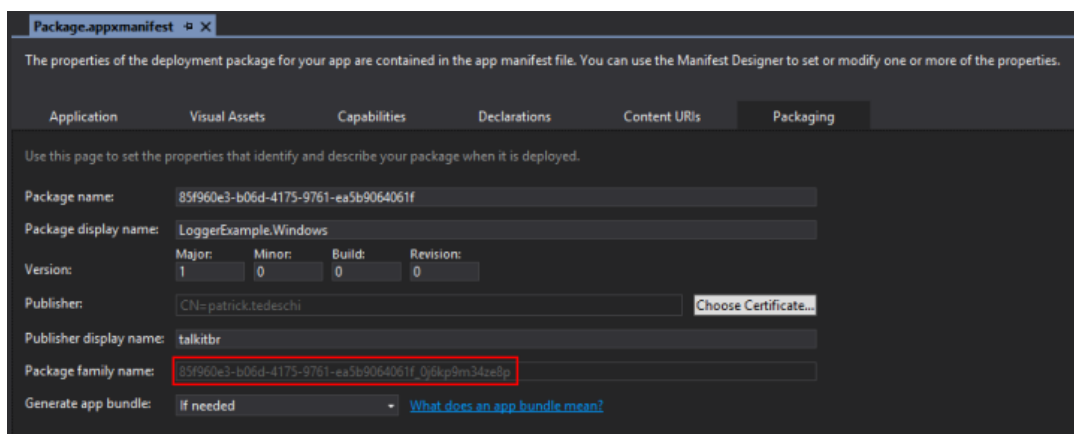 Package.appxmanifest
The properties of the deployment package for your app are contained in the app manifest file. You can use the Manifest Designer to set or modify one or more of the properties.
Application Visual Assets Capabilities Declarations Content URIs Packaging
Use this page to set the properties that identify and describe your package when it is deployed.
Package name: 85f960e3-b06d-4175-9761-ea5b9064061f
Package display name: LoggerExample.Windows
Major: Minor: Build: Revision:
Version: 1 0 0 0
Publisher: CN=patrick.tedeschi Choose Certificate...
Publisher display name: talkitbr
Package family name: 85f960e3-b06d-4175-9761-ea5b9064061f_0j6kp9m34ze8p
Generate app bundle: If needed What does an app bundle mean?